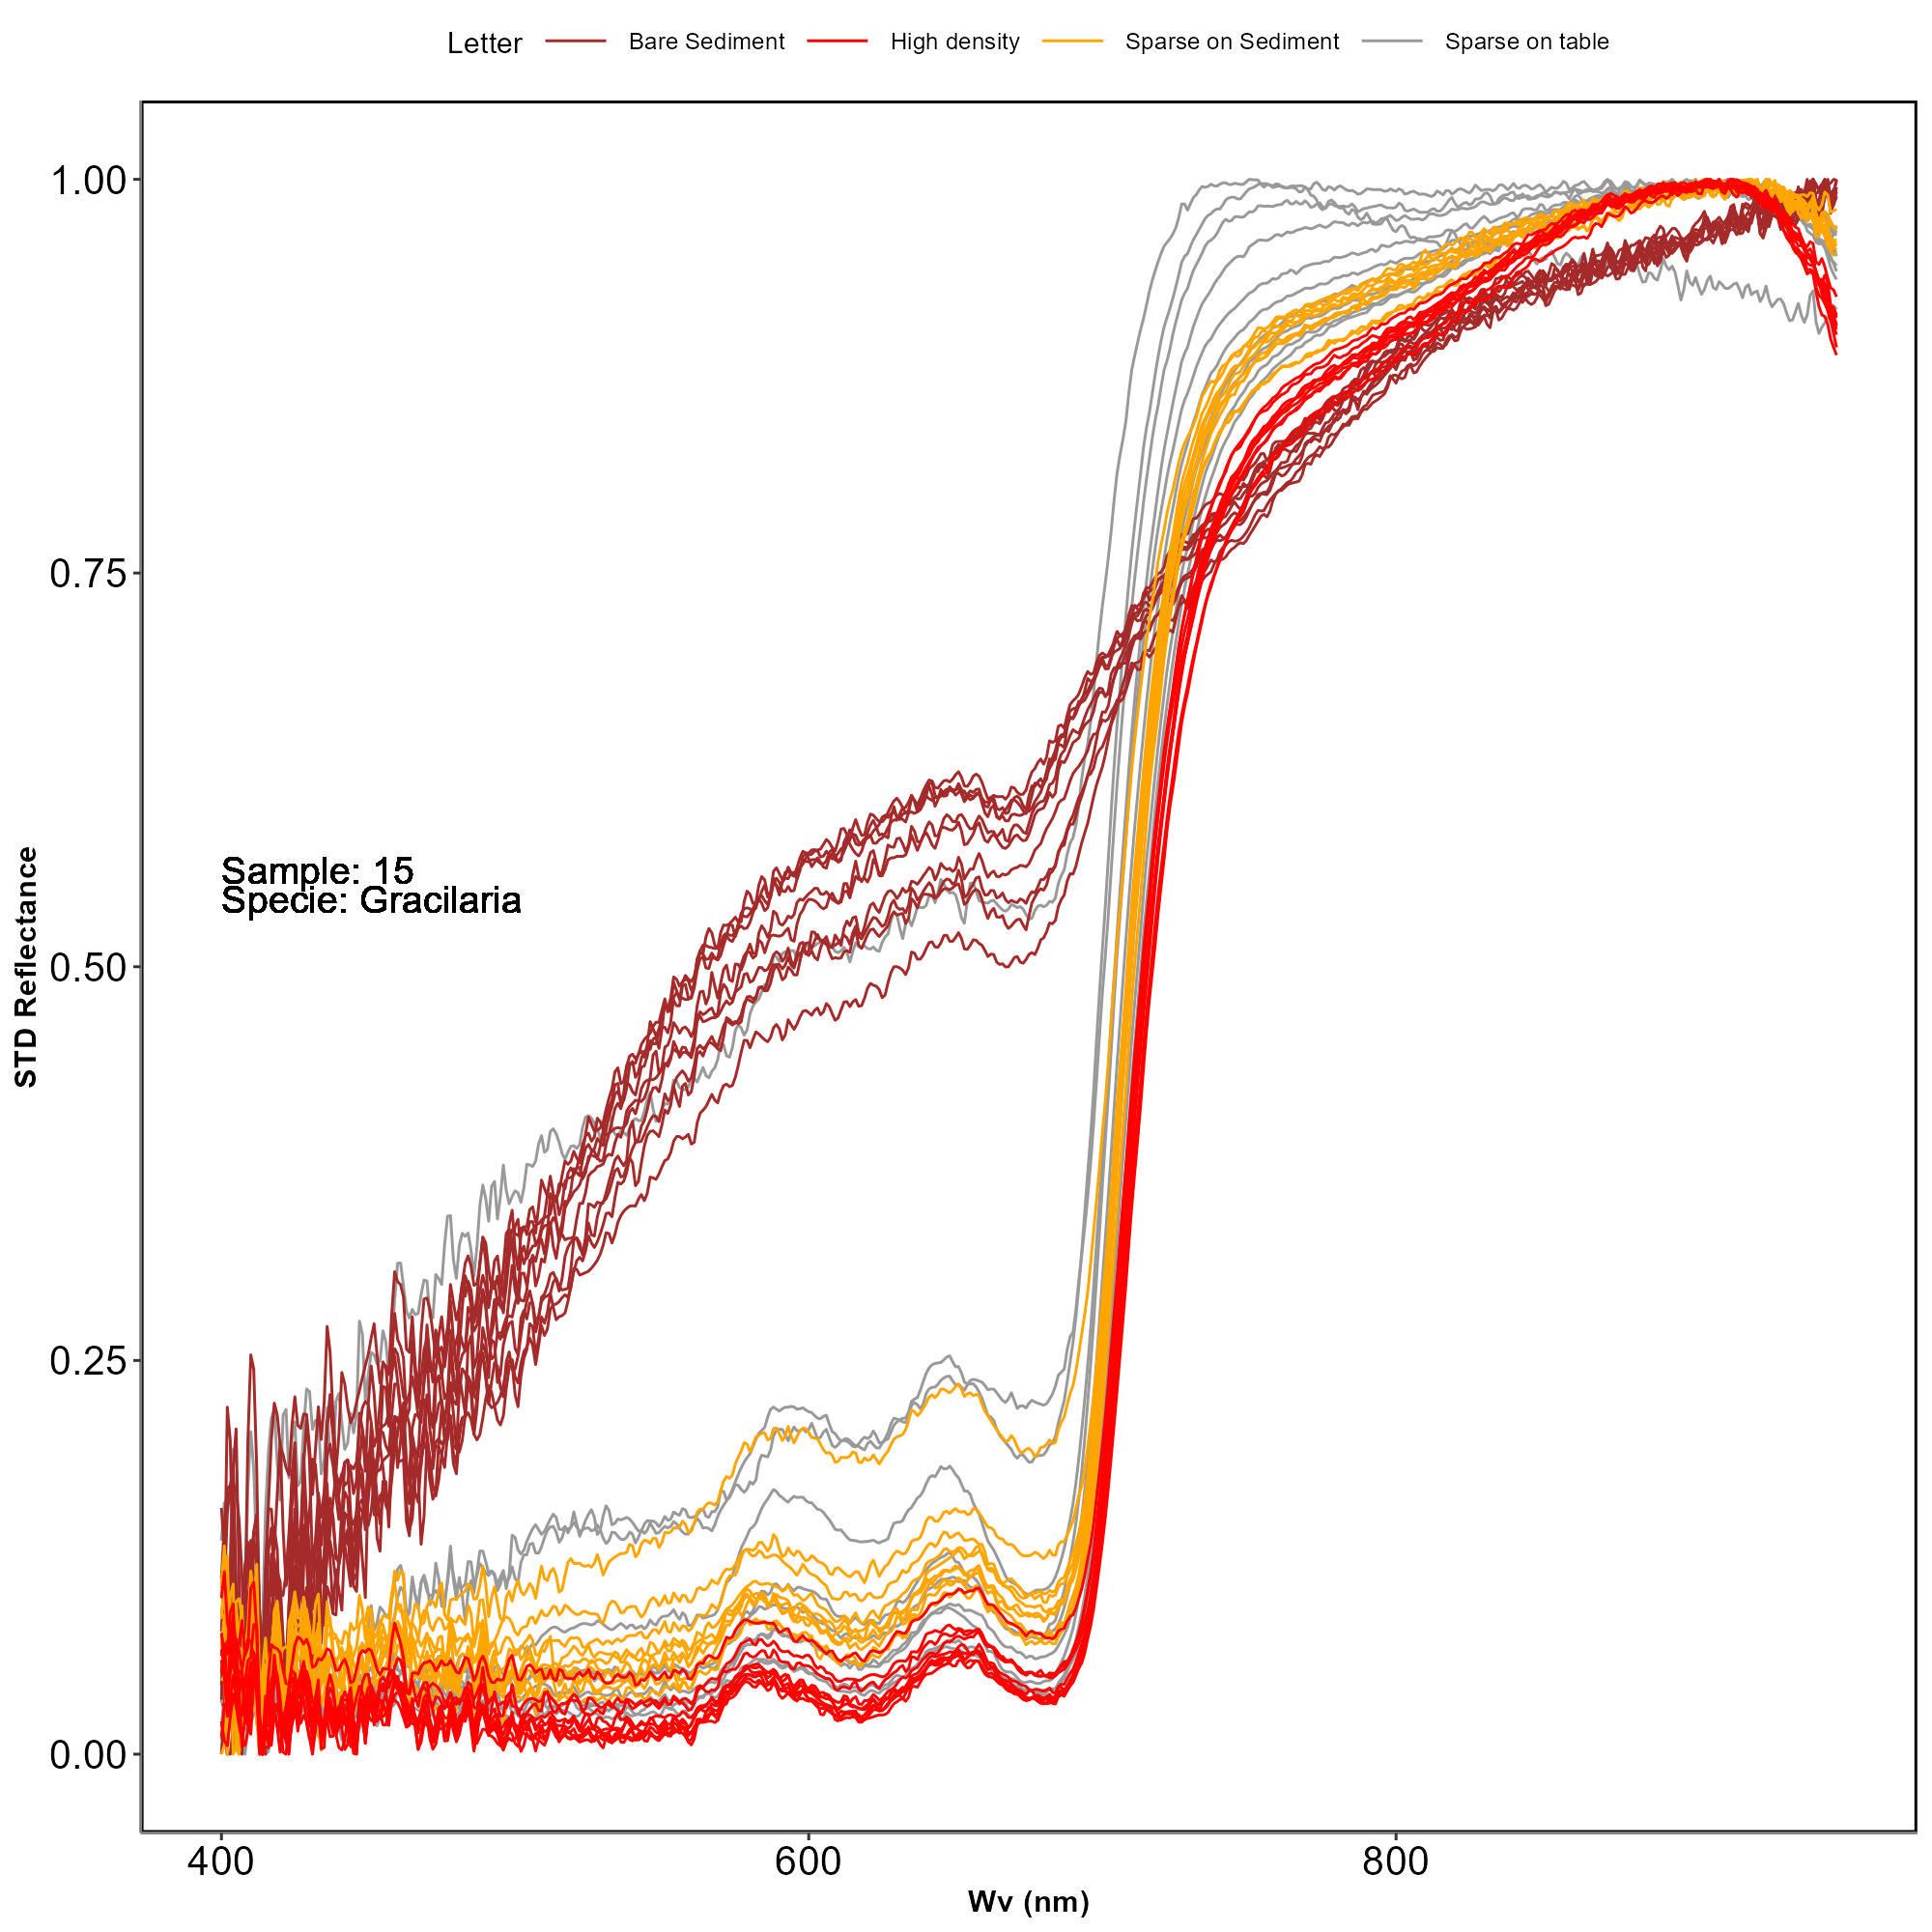 Letter Bare Sediment High density Sparse on Sediment Sparse on table
1.00
0.75
Sample: 15
Specie: Gracilaria
0.50
0.25
0.00
STD Reflectance
400 600 800
Wv (nm)